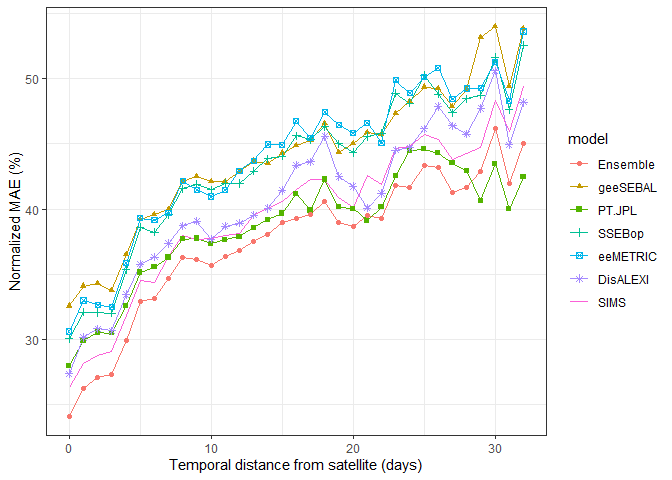 Normalized MAE (%)
50
40
30
0
10
20
30
Temporal distance from satellite (days)
model
Ensemble
geeSEBAL
PT.JPL
SSEBop
eeMETRIC
DisALEXI
SIMS